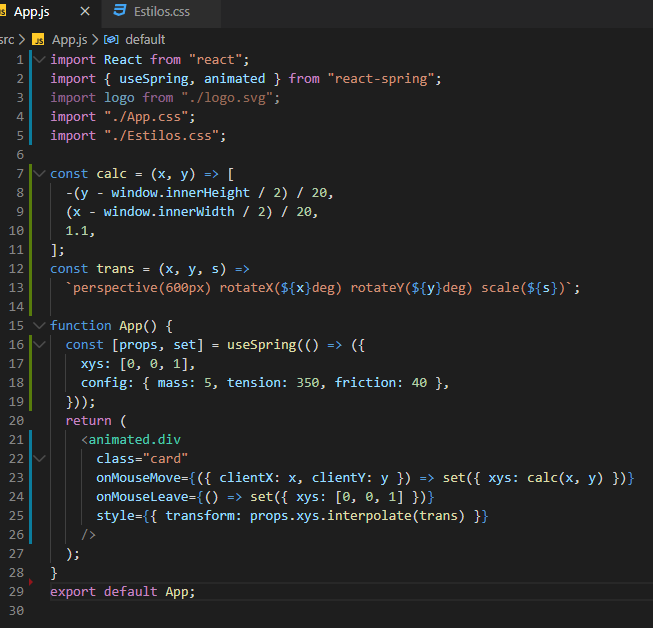 JS App.js × Estilos.css
src > JS App.js > default
1 import React from "react";
2 import { useSpring, animated } from "react-spring";
3 import logo from "./logo.svg";
4 import "./App.css";
5 import "./Estilos.css";
6
7 const calc = (x, y) => [
8   -(y - window.innerHeight / 2) / 20,
9   (x - window.innerWidth / 2) / 20,
10   1.1,
11 ];
12 const trans = (x, y, s) =>
13   `perspective(600px) rotateX(${x}deg) rotateY(${y}deg) scale(${s})`;
14
15 function App() {
16   const [props, set] = useSpring(() => ({
17     xys: [0, 0, 1],
18     config: { mass: 5, tension: 350, friction: 40 },
19   }));
20   return (
21     <animated.div
22       class="card"
23       onMouseMove={({ clientX: x, clientY: y }) => set({ xys: calc(x, y) })}
24       onMouseLeave={() => set({ xys: [0, 0, 1] })}
25       style={{ transform: props.xys.interpolate(trans) }}
26     />
27   );
28 }
29 export default App;
30